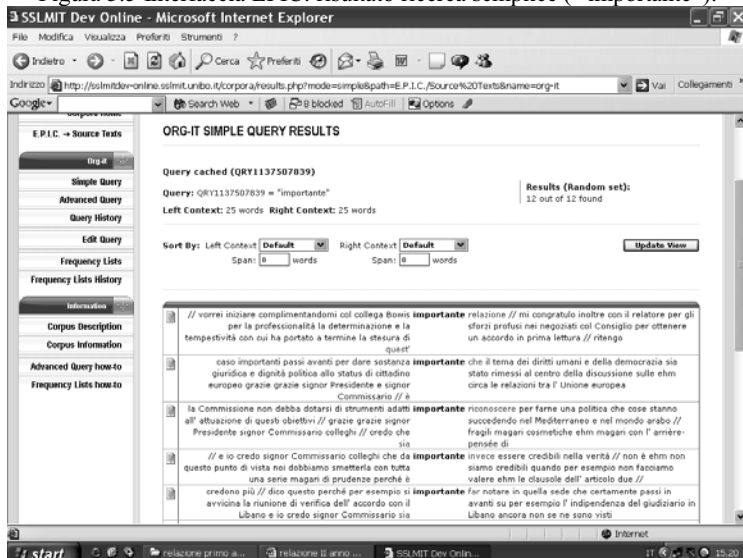 SSLMIT Dev Online - Microsoft Internet Explorer
File Modifica Visualizza Preferiti Strumenti ?
Indietro Cerca Preferiti
Indirizzo http://sslmitdev-online.sslmit.unibo.it/corpora/results.php?mode=simple&path=E.P.I.C./Source%20Texts&name=org-it Vai Collegamenti
Google Search Web 8 blocked AutoFill Options
E.P.I.C. → Source Texts
Org-it
Simple Query
Advanced Query
Query History
Edit Query
Frequency Lists
Frequency Lists History
Information
Corpus Description
Corpus Information
Advanced Query how-to
Frequency Lists how-to
ORG-IT SIMPLE QUERY RESULTS
Query cached (QRY1137507839)
Query: QRY1137507839 = "importante"
Left Context: 25 words Right Context: 25 words
Results (Random set):
12 out of 12 found
Sort By: Left Context Default Right Context Default Update View
Span: 0 words Span: 0 words
// vorrei iniziare complimentandomi col collega Bowis importante relazione // mi congratulo inoltre con il relatore per gli
per la professionalità la determinazione e la sforzi profusi nei negoziati col Consiglio per ottenere
tempestività con cui ha portato a termine la stesura di un accordo in prima lettura // ritengo
quest'
caso importanti passi avanti per dare sostanza importante che il tema dei diritti umani e della democrazia sia
giuridica e dignità politica allo status di cittadino stato rimessi al centro della discussione sulle ehm
europeo grazie grazie signor Presidente e signor circa le relazioni tra l' Unione europea
Commissario // è
la Commissione non debba dotarsi di strumenti adatti importante riconoscere per farne una politica che cose stanno
all' attuazione di questi obiettivi // grazie grazie signor succedendo nel Mediterraneo e nel mondo arabo //
Presidente signor Commissario colleghi // credo che fragili magari cosmetiche ehm magari con l' arrière-
sia pensée di
// e io credo signor Commissario colleghi che da importante invece essere credibili nella verità // non è ehm non
questo punto di vista noi dobbiamo smetterla con tutta siamo credibili quando per esempio non facciamo
una serie magari di prudenze perché è valere ehm le clausole dell' articolo due //
credono più // dico questo perché per esempio si importante far notare in quella sede che certamente passi in
avvicina la riunione di verifica dell' accordo con il avanti su per esempio l' indipendenza del giudiziario in
Libano e io credo signor Commissario sia Libano ancora non se ne sono visti
Internet
start relazione primo a... relazione II anno ... SSLMIT Dev Onlin... IT 15.20